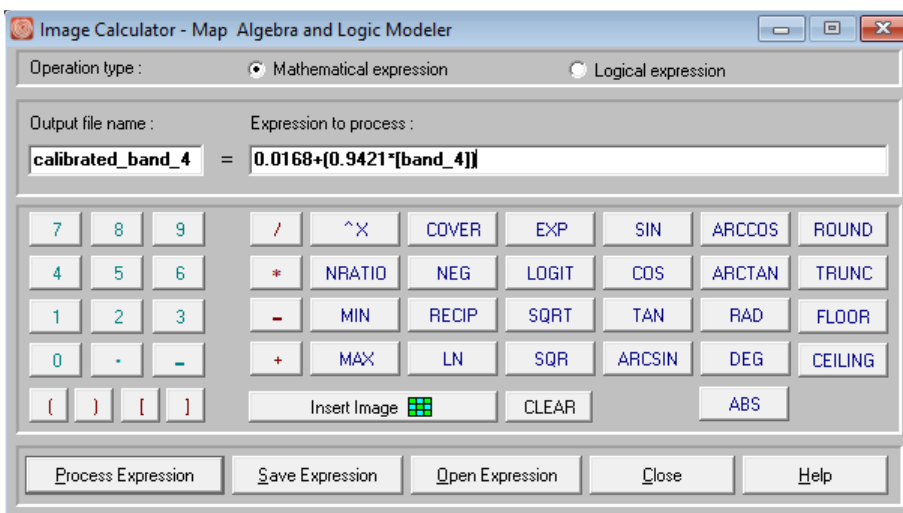 Image Calculator - Map Algebra and Logic Modeler
Operation type : Mathematical expression Logical expression
Output file name : Expression to process :
calibrated_band_4 = 0.0168+(0.9421*[band_4])
7 8 9 / ^X COVER EXP SIN ARCCOS ROUND
4 5 6 * NRATIO NEG LOGIT COS ARCTAN TRUNC
1 2 3 - MIN RECIP SQRT TAN RAD FLOOR
0 . - + MAX LN SQR ARCSIN DEG CEILING
( ) [ ] Insert Image CLEAR ABS
Process Expression Save Expression Open Expression Close Help